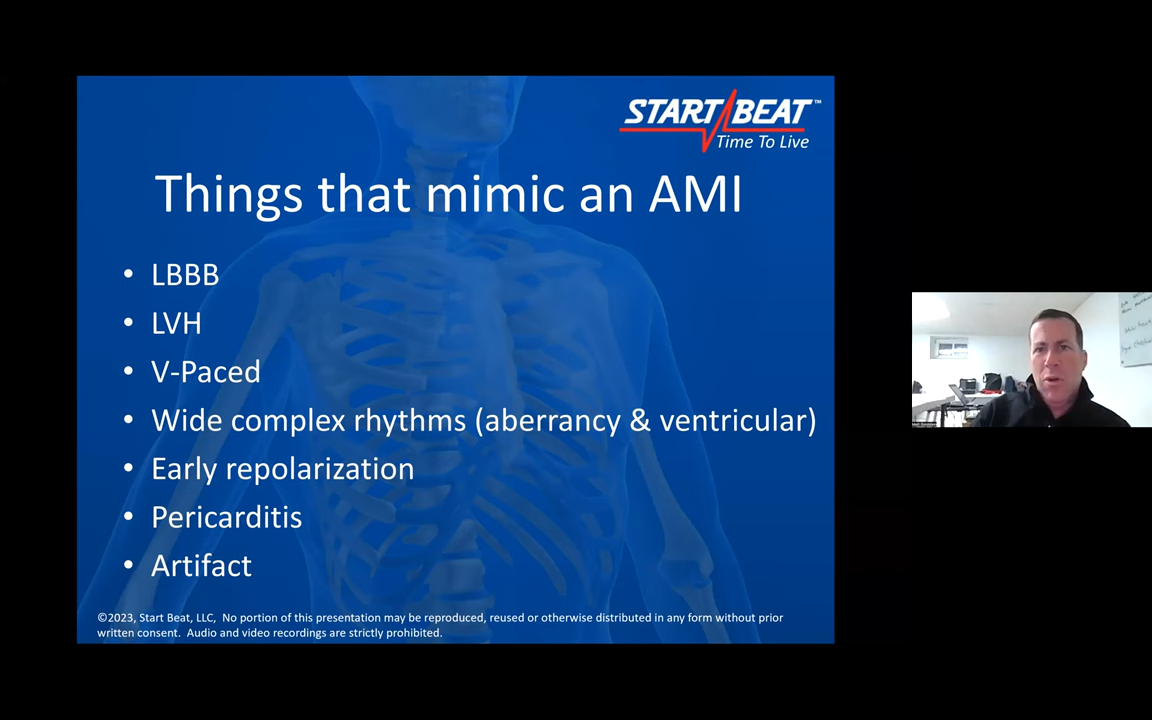 START BEAT™
Time To Live
Things that mimic an AMI
• LBBB
• LVH
• V-Paced
• Wide complex rhythms (aberrancy & ventricular)
• Early repolarization
• Pericarditis
• Artifact
©2023, Start Beat, LLC, No portion of this presentation may be reproduced, reused or otherwise distributed in any form without prior
written consent. Audio and video recordings are strictly prohibited.